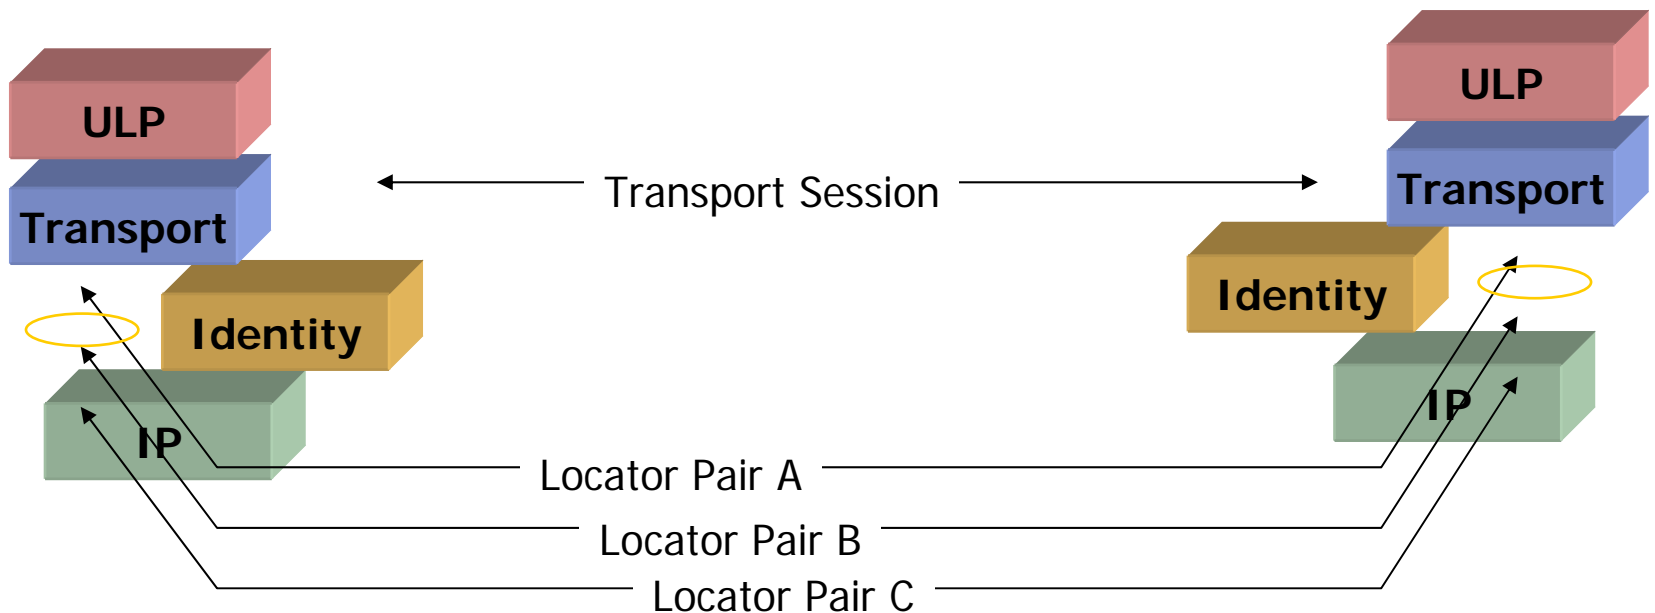 ULP
ULP
Transport
Transport Session
Transport
Identity
Identity
IP
IP
Locator Pair A
Locator Pair B
Locator Pair C